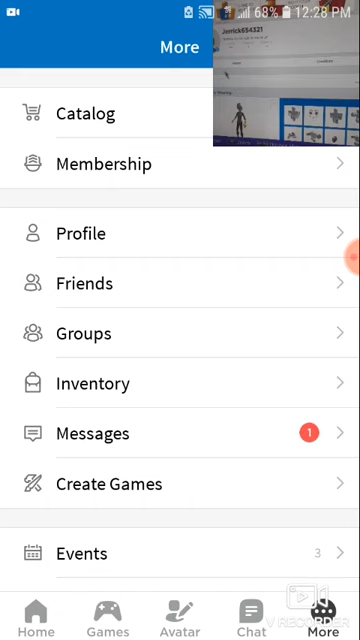 68% 12:28 PM
More
Jerrick654321
Catalog
Membership
Profile
Friends
Groups
Inventory
Messages
1
Create Games
Events
3
Home
Games
Avatar
Chat
More
V RECORDER